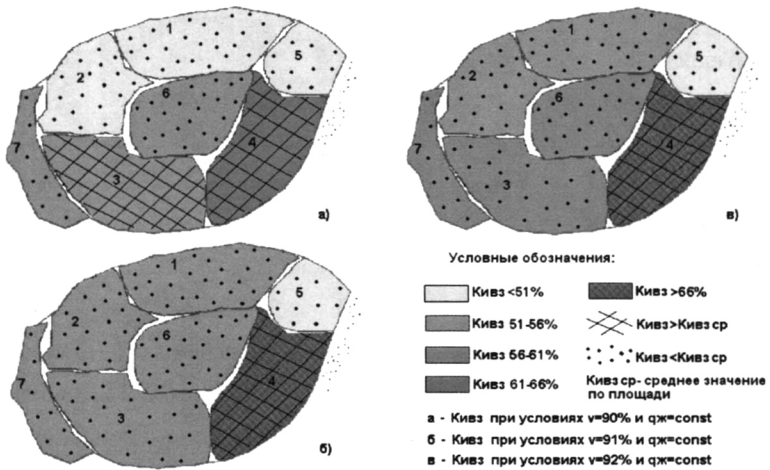 1
2
5
6
7
4
3
а)
1
2
5
6
7
4
3
в)
1
2
5
6
7
4
3
б)
Условные обозначения:
Кивз <51%
Кивз >66%
Кивз 51-56%
Кивз>Кивз ср
Кивз 56-61%
Кивз<Кивз ср
Кивз 61-66%
Кивз ср- среднее значение
по площади
а - Кивз при условиях v=90% и qж=const
б - Кивз при условиях v=91% и qж=const
в - Кивз при условиях v=92% и qж=const